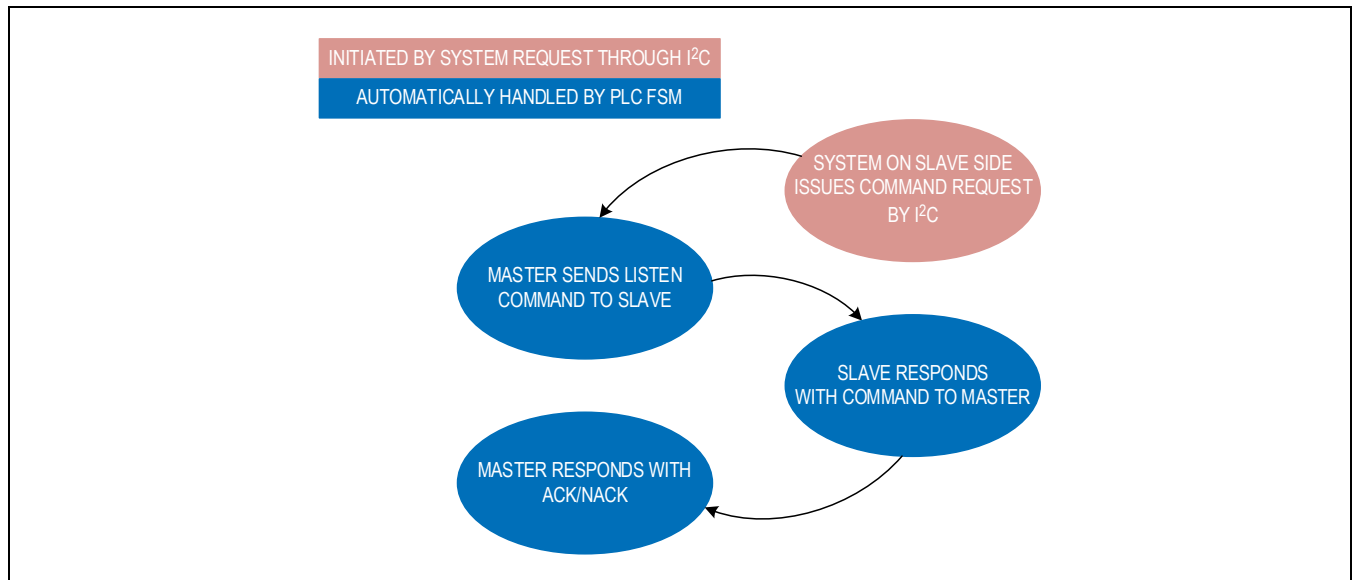 INITIATED BY SYSTEM REQUEST THROUGH I²C
AUTOMATICALLY HANDLED BY PLC FSM
SYSTEM ON SLAVE SIDE
ISSUES COMMAND REQUEST
BY I²C
MASTER SENDS LISTEN
COMMAND TO SLAVE
SLAVE RESPONDS
WITH COMMAND TO MASTER
MASTER RESPONDS WITH
ACK/NACK